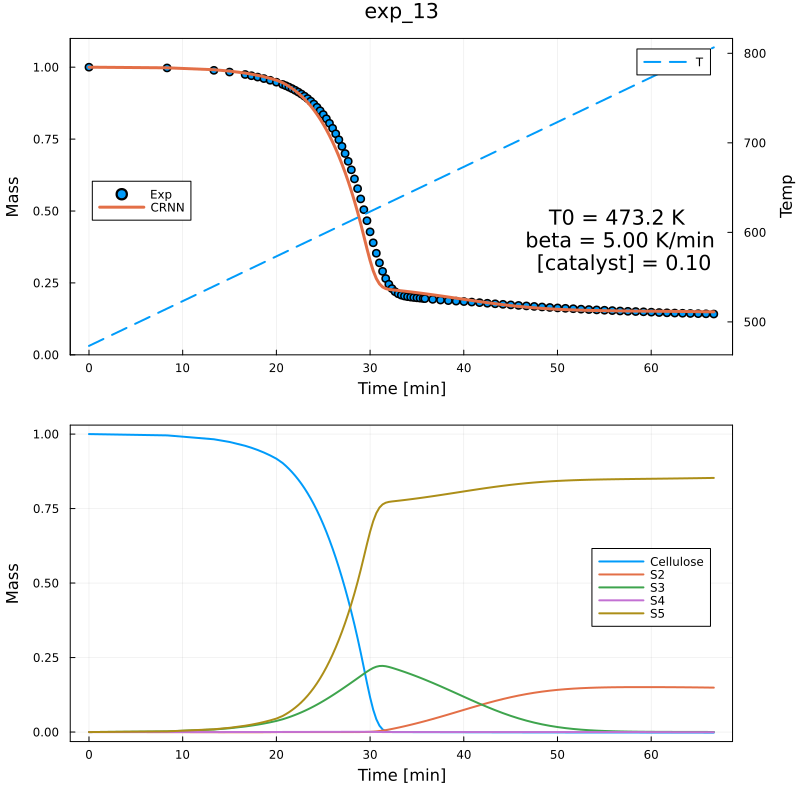 exp_13
1.00
0.75
0.50
0.25
0.00
Mass
Exp
CRNN
T
800
700
600
500
Temp
T0 = 473.2 K
beta = 5.00 K/min
[catalyst] = 0.10
0 10 20 30 40 50 60
Time [min]
1.00
0.75
0.50
0.25
0.00
Mass
Cellulose
S2
S3
S4
S5
0 10 20 30 40 50 60
Time [min]